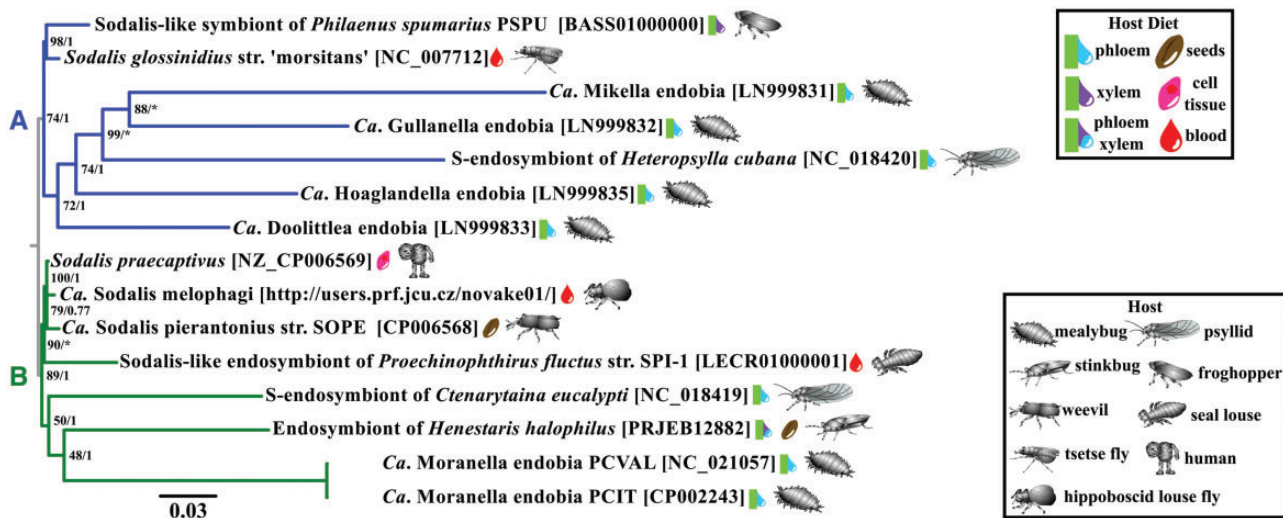 Sodalis-like symbiont of Philaenus spumarius PSPU [BASS01000000]
98/1
Sodalis glossinidius str. 'morsitans' [NC_007712]
Ca. Mikella endobia [LN999831]
88/*
A
74/1
Ca. Gullanella endobia [LN999832]
99/*
S-endosymbiont of Heteropsylla cubana [NC_018420]
74/1
Ca. Hoaglandella endobia [LN999835]
72/1
Ca. Doolittlea endobia [LN999833]
Sodalis praecaptivus [NZ_CP006569]
100/1
Ca. Sodalis melophagi [http://users.prf.jcu.cz/novake01/]
79/0.77
Ca. Sodalis pierantonius str. SOPE [CP006568]
90/*
Sodalis-like endosymbiont of Proechinophthirus fluctus str. SPI-1 [LECR01000001]
B
89/1
S-endosymbiont of Ctenarytaina eucalypti [NC_018419]
50/1
Endosymbiont of Henestaris halophilus [PRJEB12882]
48/1
Ca. Moranella endobia PCVAL [NC_021057]
Ca. Moranella endobia PCIT [CP002243]
0.03
Host Diet
phloem
seeds
xylem
cell
tissue
phloem
xylem
blood
Host
mealybug
psyllid
stinkbug
froghopper
weevil
seal louse
tsetse fly
human
hippoboscid louse fly